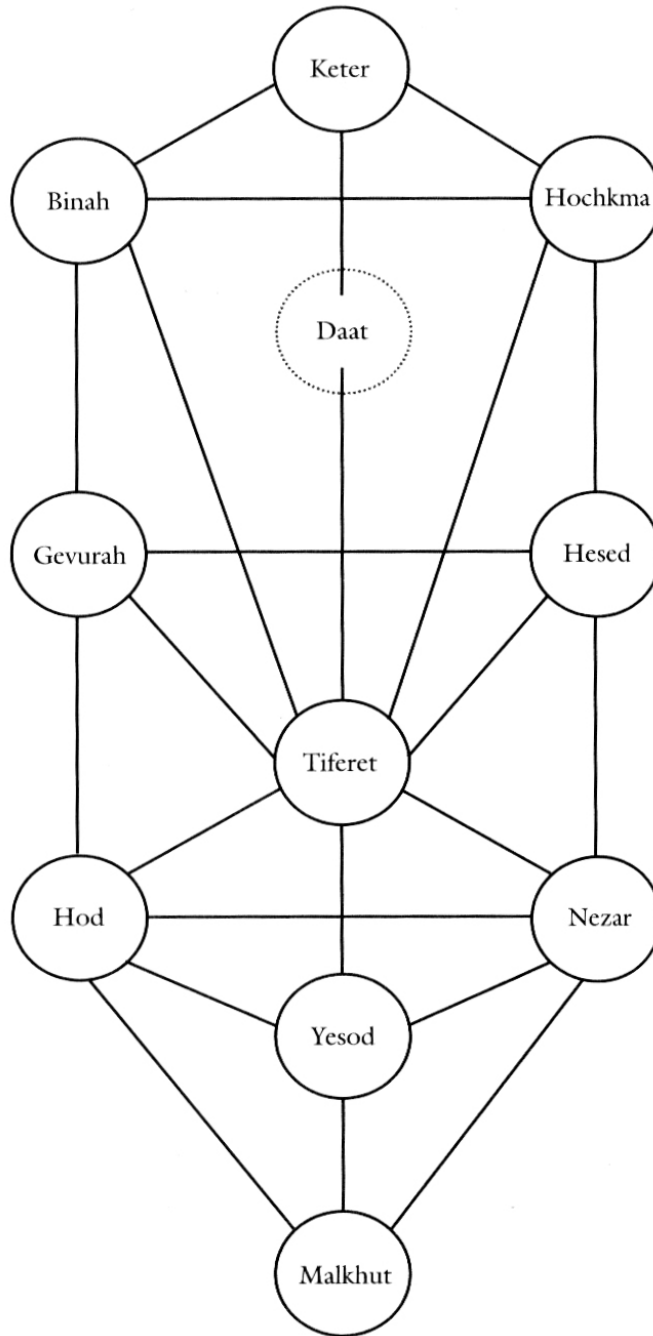 Keter
Binah
Hochkma
Daat
Gevurah
Hesed
Tiferet
Hod
Nezar
Yesod
Malkhut